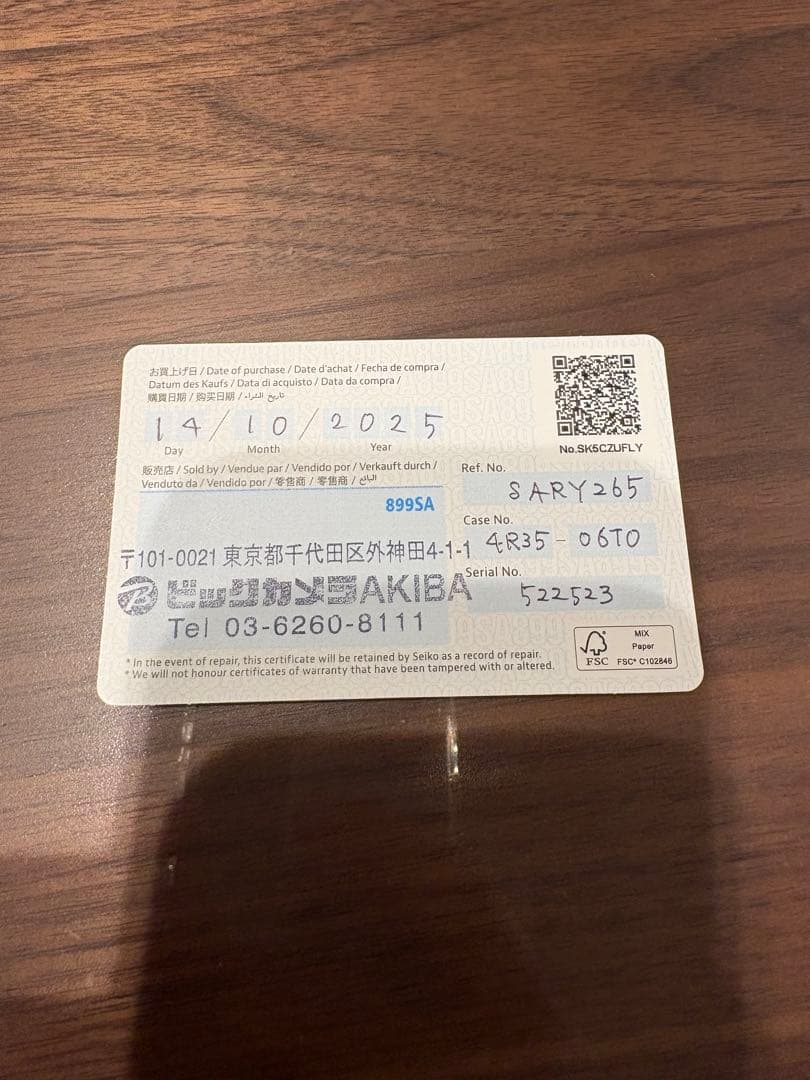 お買上げ日 / Date of purchase / Date d'achat / Fecha de compra /
Datum des Kaufs / Data di acquisto / Data da compra /
購買日期 / 购买日期 / تاريخ الشراء
14/10/2025
Day Month Year
販売店 / Sold by / Vendue par / Vendido por / Verkauft durch /
Venduto da / Vendido por / 零售商 / 零售商 / البائع
899SA
〒101-0021 東京都千代田区外神田4-1-1
ビックカメラAKIBA
Tel 03-6260-8111
No.SK5CZUFLY
Ref. No.
SARY265
Case No.
4R35-06T0
Serial No.
522523
MIX
Paper
FSC
FSC® C102846
* In the event of repair, this certificate will be retained by Seiko as a record of repair.
* We will not honour certificates of warranty that have been tampered with or altered.